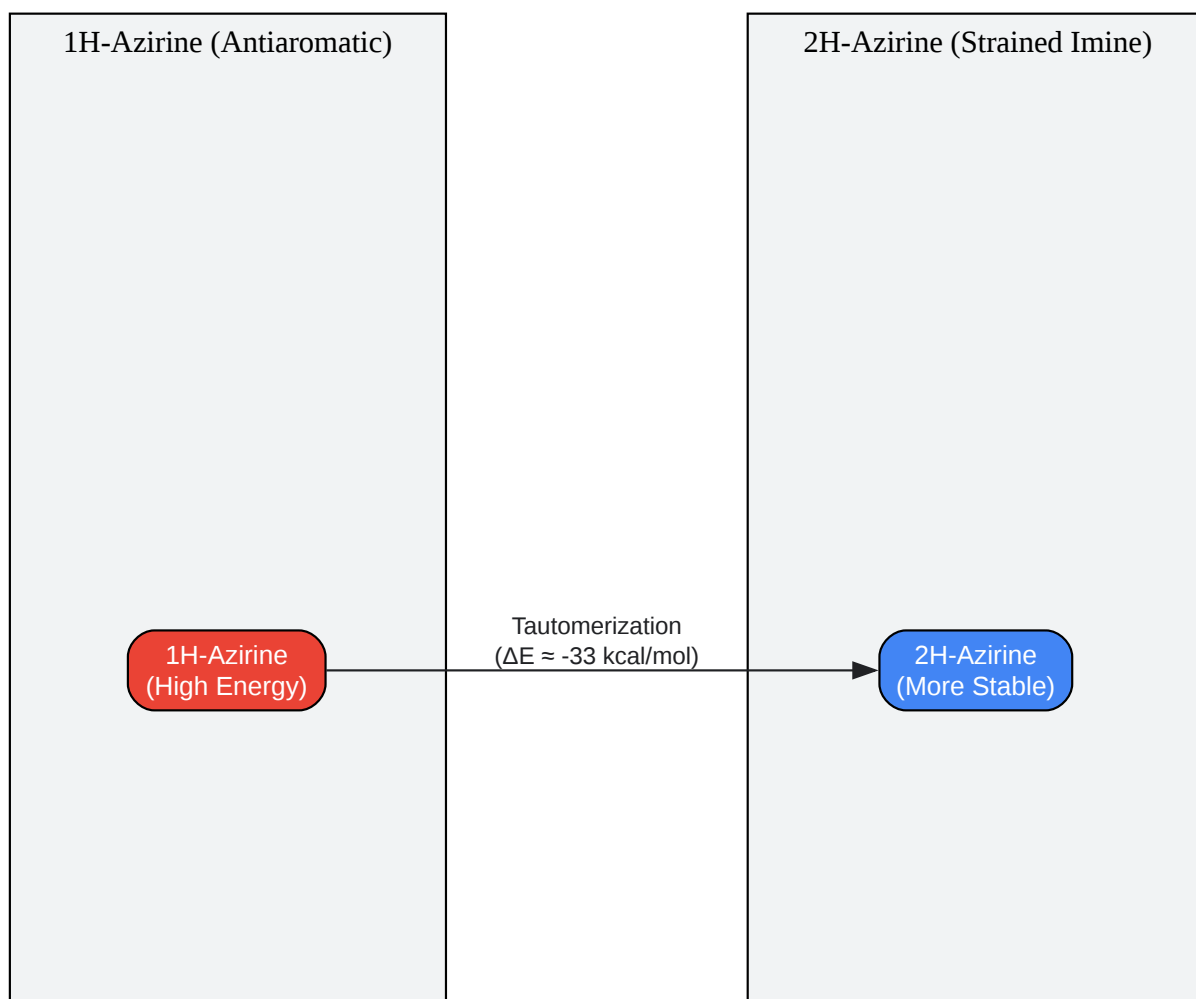 1H-Azirine (Antiaromatic)
2H-Azirine (Strained Imine)
1H-Azirine
(High Energy)
Tautomerization
(ΔE ≈ -33 kcal/mol)
2H-Azirine
(More Stable)